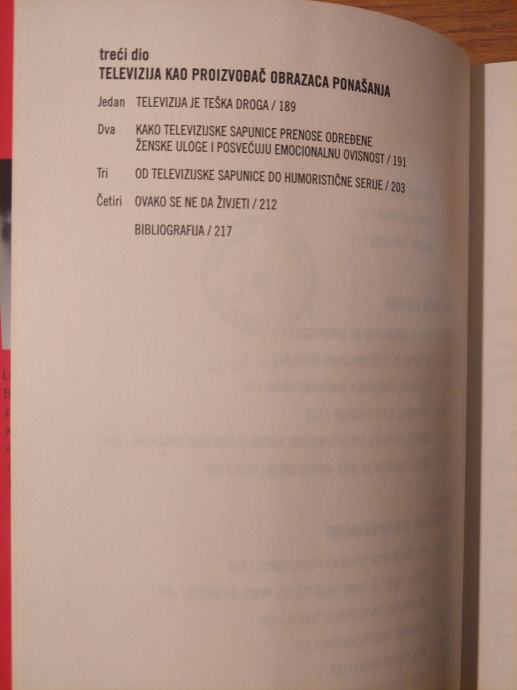 treći dio
TELEVIZIJA KAO PROIZVOĐAČ OBRAZACA PONAŠANJA
Jedan TELEVIZIJA JE TEŠKA DROGA / 189
Dva KAKO TELEVIZIJSKE SAPUNICE PRENOSE ODREĐENE
ŽENSKE ULOGE I POSVEĆUJU EMOCIONALNU OVISNOST / 191
Tri OD TELEVIZIJSKE SAPUNICE DO HUMORISTIČNE SERIJE / 203
Četiri OVAKO SE NE DA ŽIVJETI / 212
BIBLIOGRAFIJA / 217